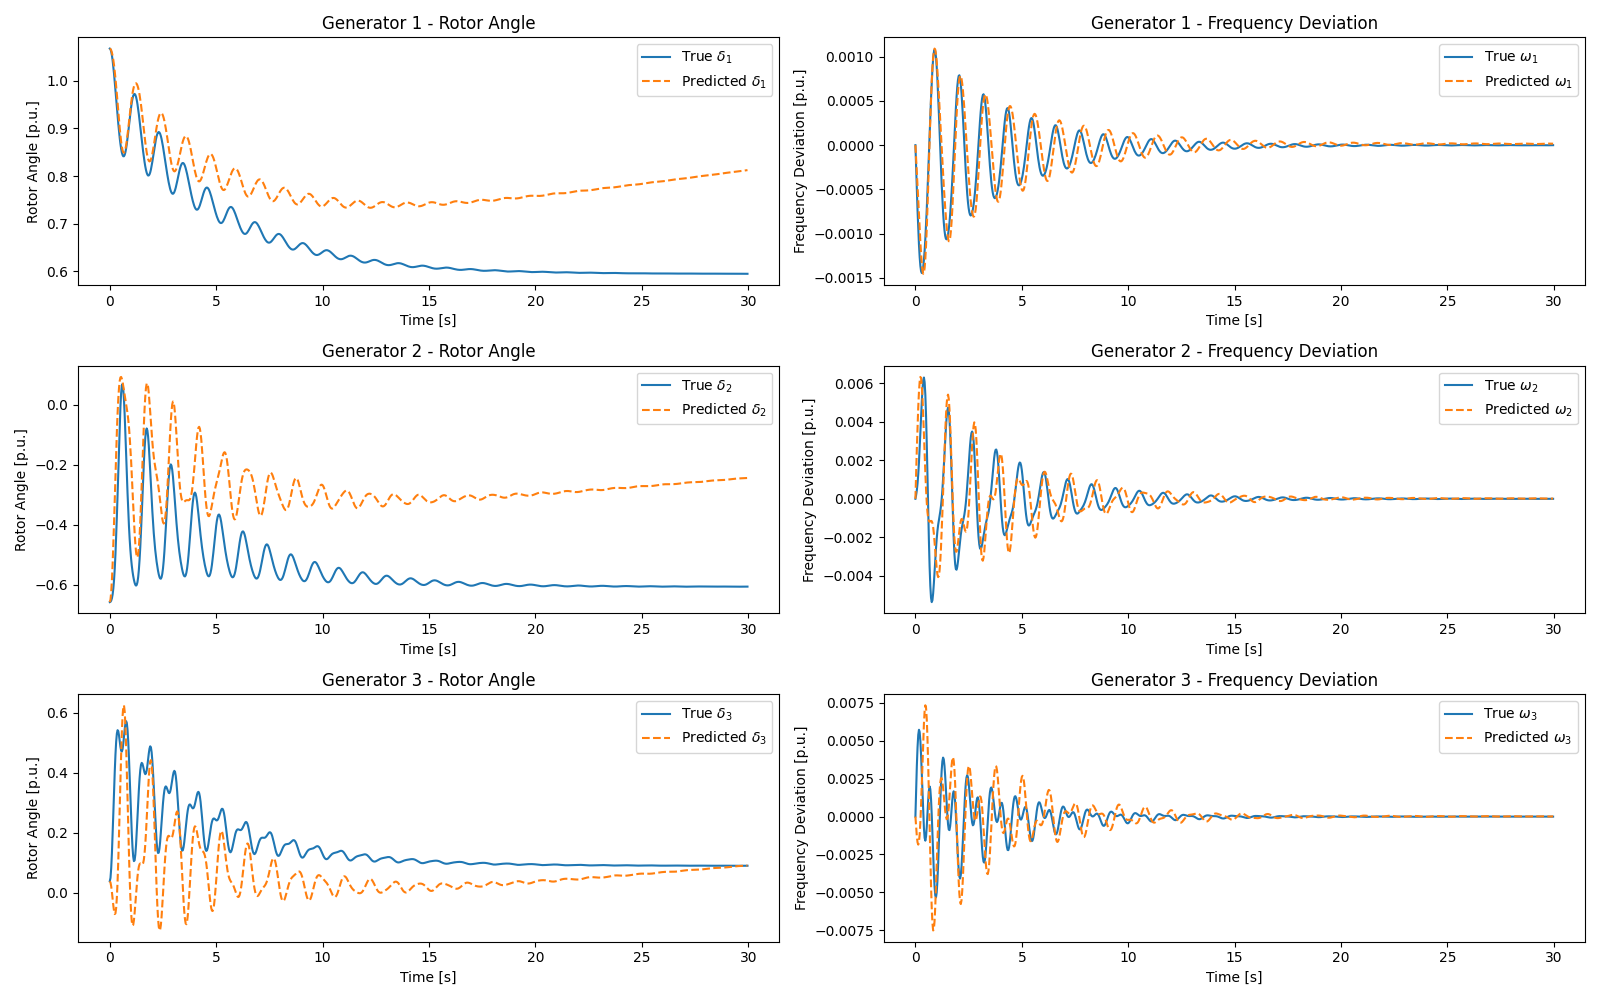 Generator 1 - Rotor Angle
Rotor Angle [p.u.]
1.0
0.9
0.8
0.7
0.6
True δ₁
Predicted δ₁
0 5 10 15 20 25 30
Time [s]
Generator 1 - Frequency Deviation
Frequency Deviation [p.u.]
0.0010
0.0005
0.0000
−0.0005
−0.0010
−0.0015
True ω₁
Predicted ω₁
0 5 10 15 20 25 30
Time [s]
Generator 2 - Rotor Angle
Rotor Angle [p.u.]
0.0
−0.2
−0.4
−0.6
True δ₂
Predicted δ₂
0 5 10 15 20 25 30
Time [s]
Generator 2 - Frequency Deviation
Frequency Deviation [p.u.]
0.006
0.004
0.002
0.000
−0.002
−0.004
True ω₂
Predicted ω₂
0 5 10 15 20 25 30
Time [s]
Generator 3 - Rotor Angle
Rotor Angle [p.u.]
0.6
0.4
0.2
0.0
True δ₃
Predicted δ₃
0 5 10 15 20 25 30
Time [s]
Generator 3 - Frequency Deviation
Frequency Deviation [p.u.]
0.0075
0.0050
0.0025
0.0000
−0.0025
−0.0050
−0.0075
True ω₃
Predicted ω₃
0 5 10 15 20 25 30
Time [s]